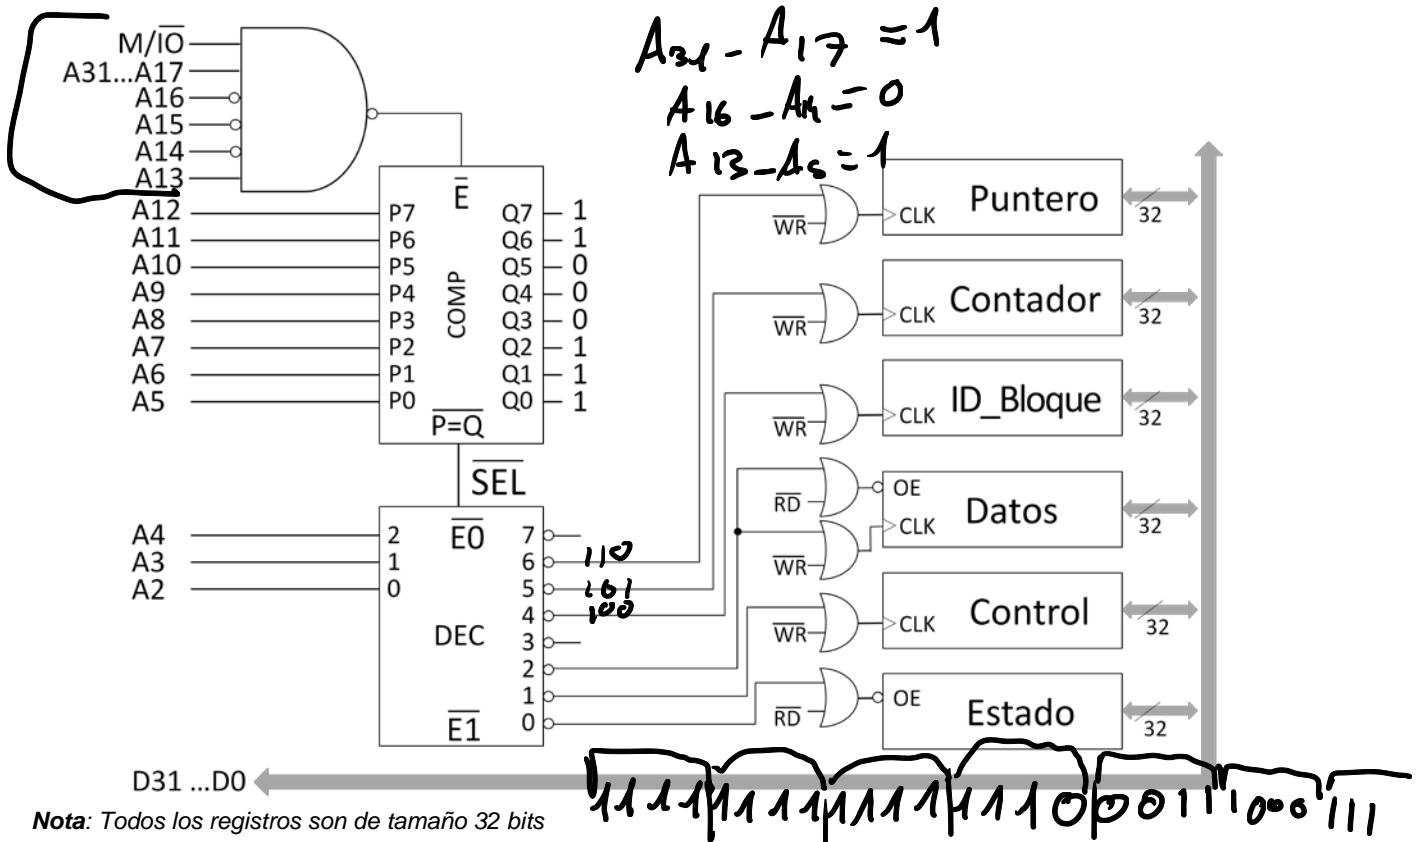 M/IO
A31...A17
A16
A15
A14
A13
A12
A11
A10
A9
A8
A7
A6
A5
E
COMP
P7
P6
P5
P4
P3
P2
P1
P0
Q7 1
Q6 1
Q5 0
Q4 0
Q3 0
Q2 1
Q1 1
Q0 1
P=Q
SEL
A4
A3
A2
2
1
0
E0
DEC
E1
7
6 110
5 101
4 100
3
2
1
0
A31 - A17 = 1
A16 - A14 = 0
A13 - A5 = 1
WR
CLK
Puntero
32
WR
CLK
Contador
32
WR
CLK
ID_Bloque
32
RD
OE
WR
CLK
Datos
32
WR
CLK
Control
32
RD
OE
Estado
32
D31 ...D0
1111 1111 1111 1110 0011 1000 111
Nota: Todos los registros son de tamaño 32 bits